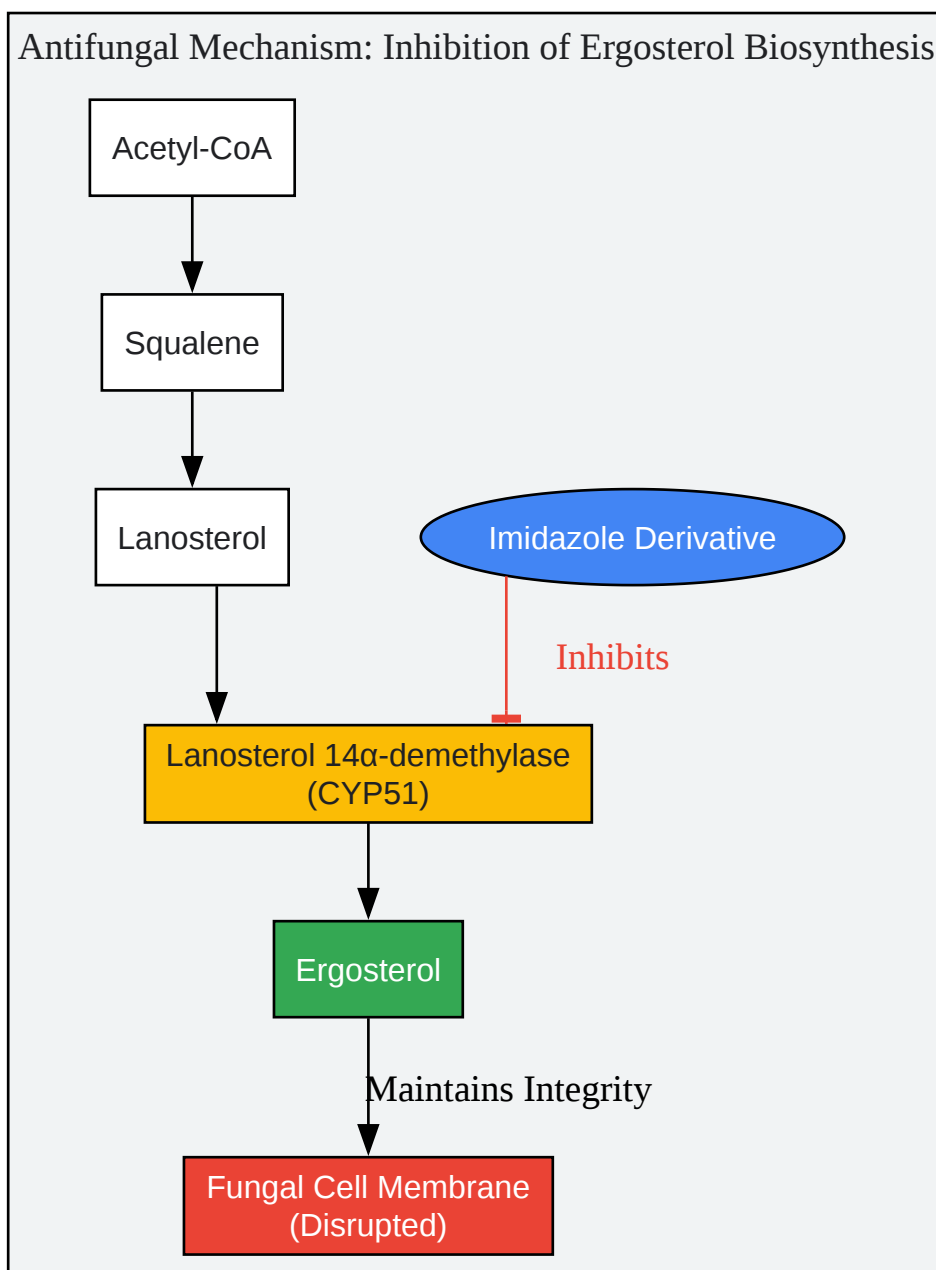 Antifungal Mechanism: Inhibition of Ergosterol Biosynthesis
Acetyl-CoA
Squalene
Lanosterol
Imidazole Derivative
Inhibits
Lanosterol 14α-demethylase
(CYP51)
Ergosterol
Maintains Integrity
Fungal Cell Membrane
(Disrupted)